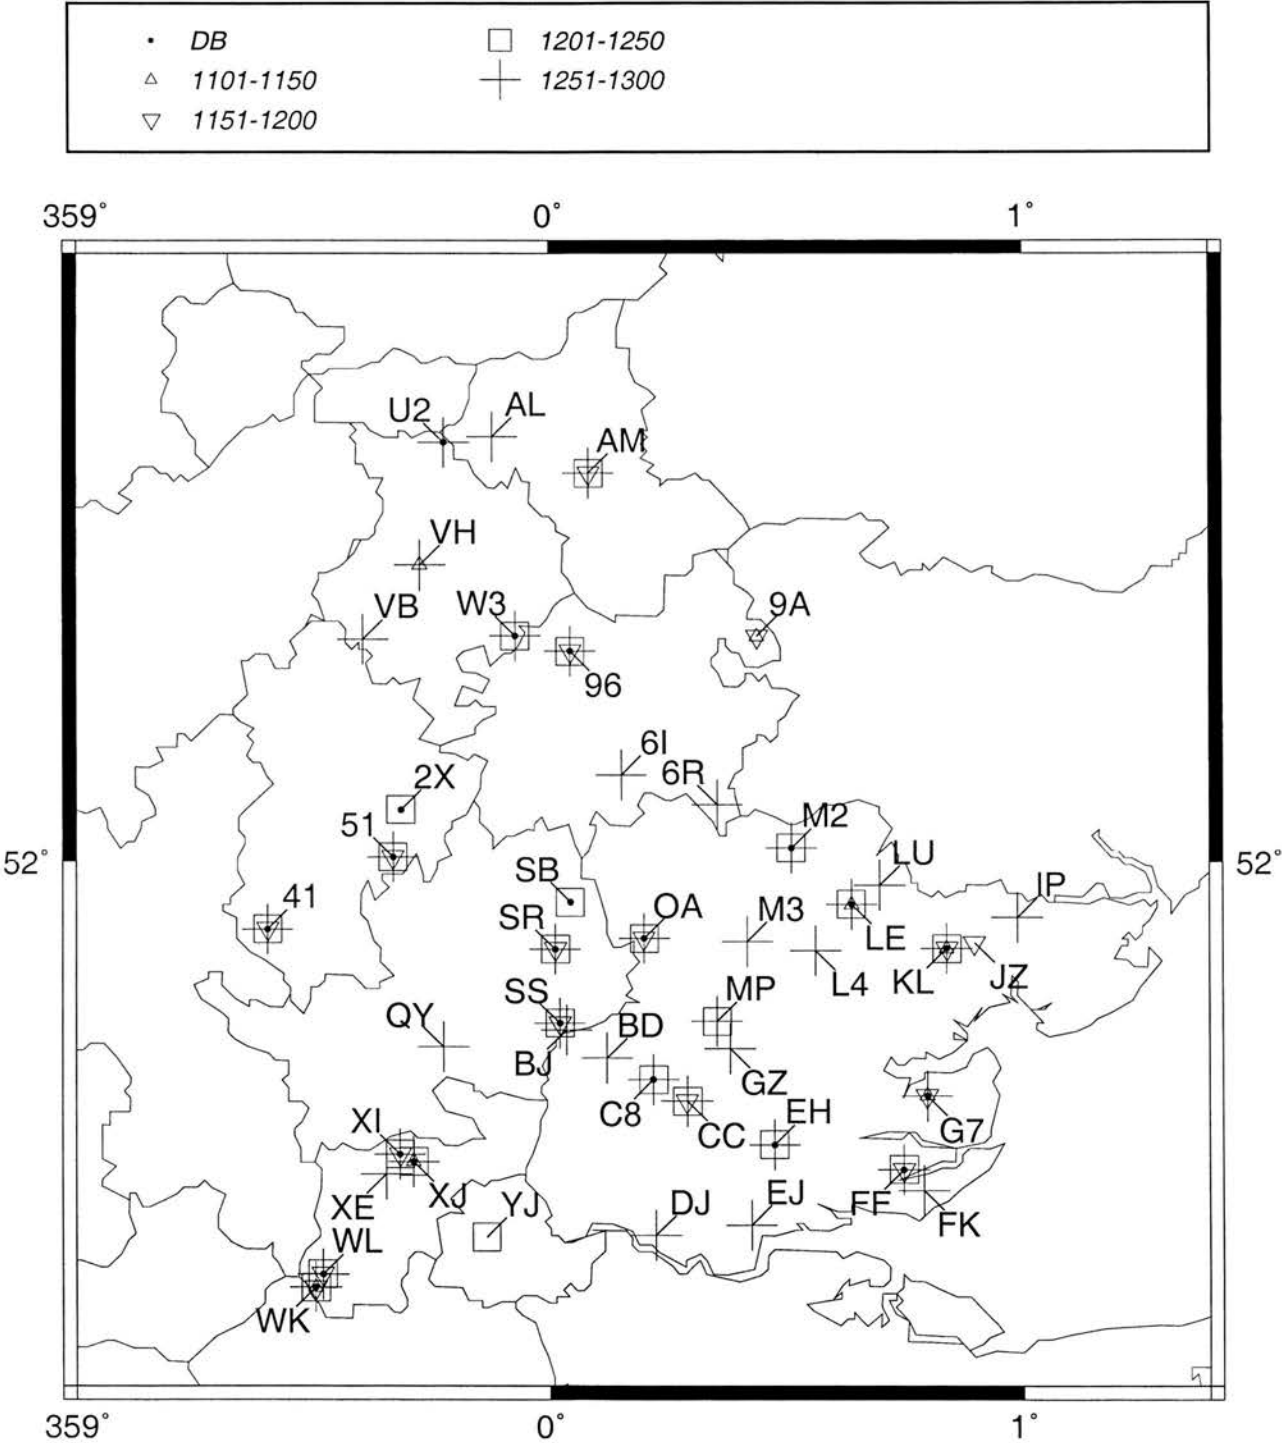 DB 1201-1250
1101-1150 1251-1300
1151-1200
359° 0° 1°
U2 AL
AM
VH
VB W3 9A
96
6I
6R
2X
51 M2
52° SB LU 52°
41 SR OA M3 IP
LE
L4 KL JZ
SS MP
QY BD
BJ
GZ
C8 CC EH G7
XI
XE XJ YJ DJ EJ FF FK
WL
WK
359° 0° 1°